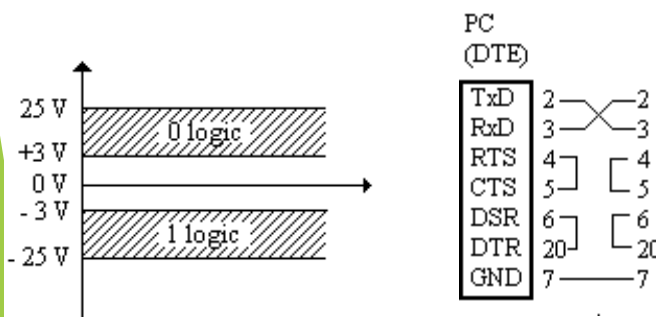 25 V
0 logic
+3 V
0 V
- 3 V
1 logic
- 25 V
PC
(DTE)
TxD 2 2
RxD 3 3
RTS 4 4
CTS 5 5
DSR 6 6
DTR 20 20
GND 7 7